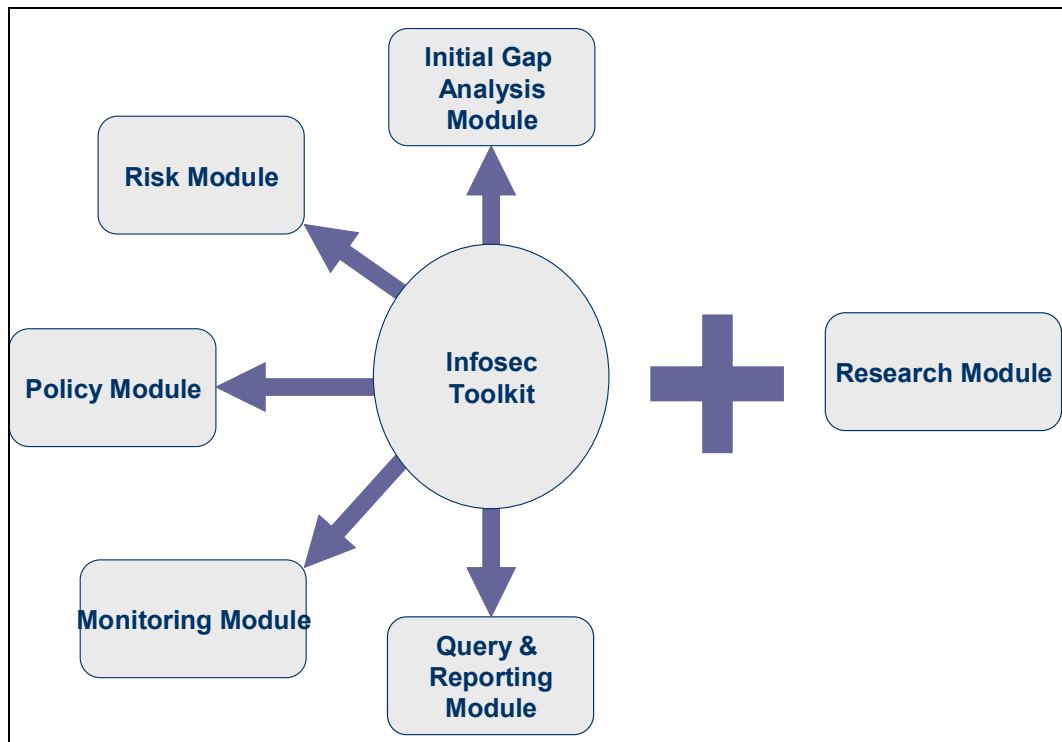 Initial Gap
Analysis
Module
Risk Module
Infosec
Toolkit
Research Module
Policy Module
Monitoring Module
Query &
Reporting
Module